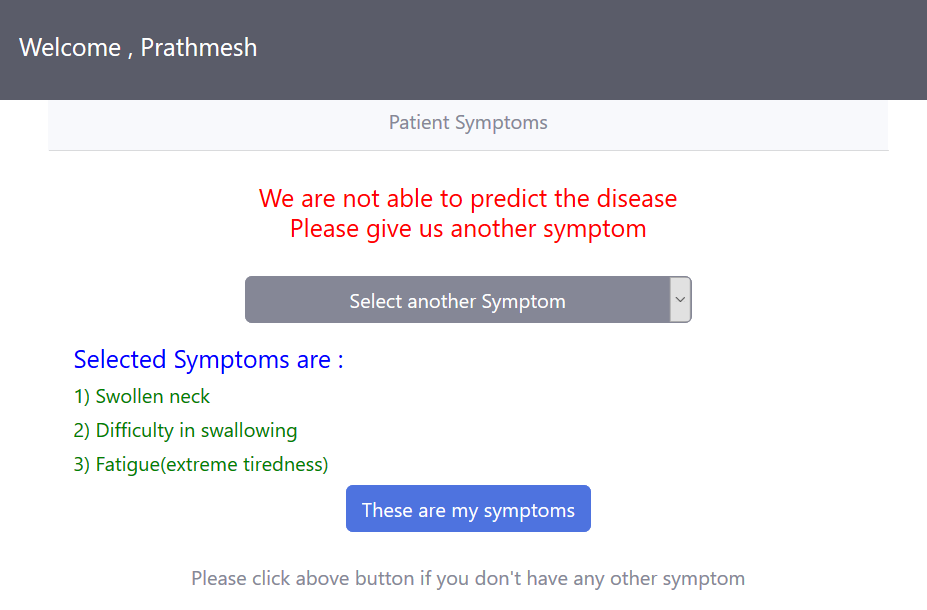 Welcome , Prathmesh
Patient Symptoms
We are not able to predict the disease
Please give us another symptom
Select another Symptom
Selected Symptoms are :
1) Swollen neck
2) Difficulty in swallowing
3) Fatigue(extreme tiredness)
These are my symptoms
Please click above button if you don't have any other symptom